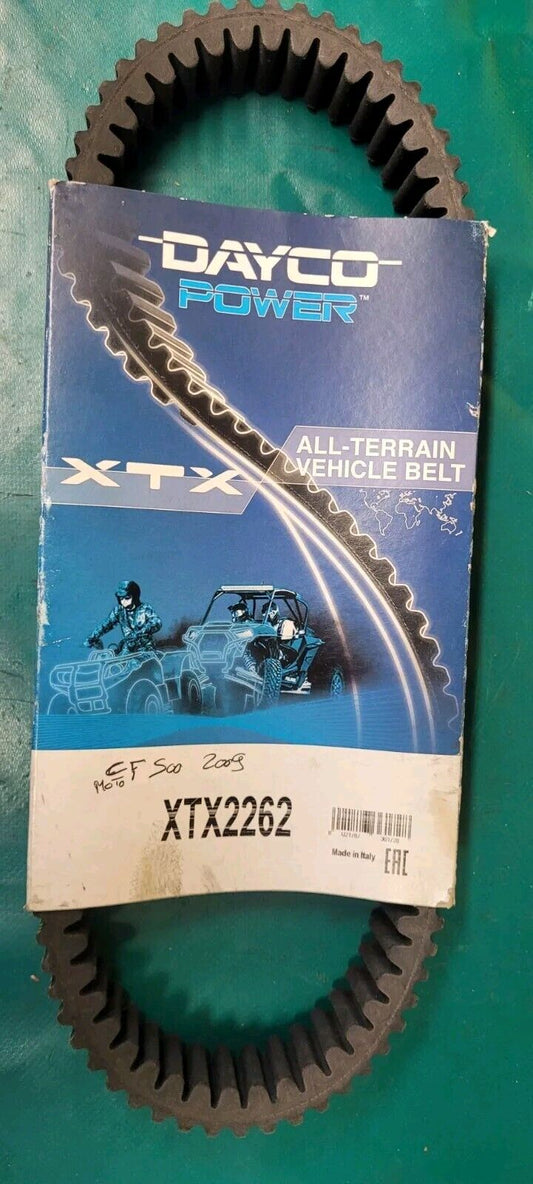 DAYCO
POWER™
XTX
ALL-TERRAIN
VEHICLE BELT
CF 500 2009
MOTO
XTX2262
Made in Italy
EAC